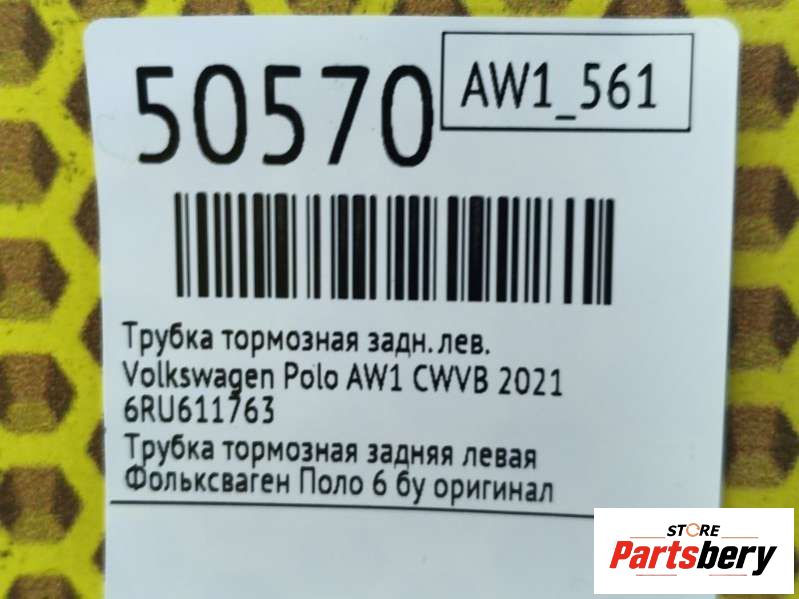 50570
AW1_561
Трубка тормозная задн.лев.
Volkswagen Polo AW1 CWVB 2021
6RU611763
Трубка тормозная задняя левая
Фольксваген Поло 6 бу оригинал
STORE
Partsbery